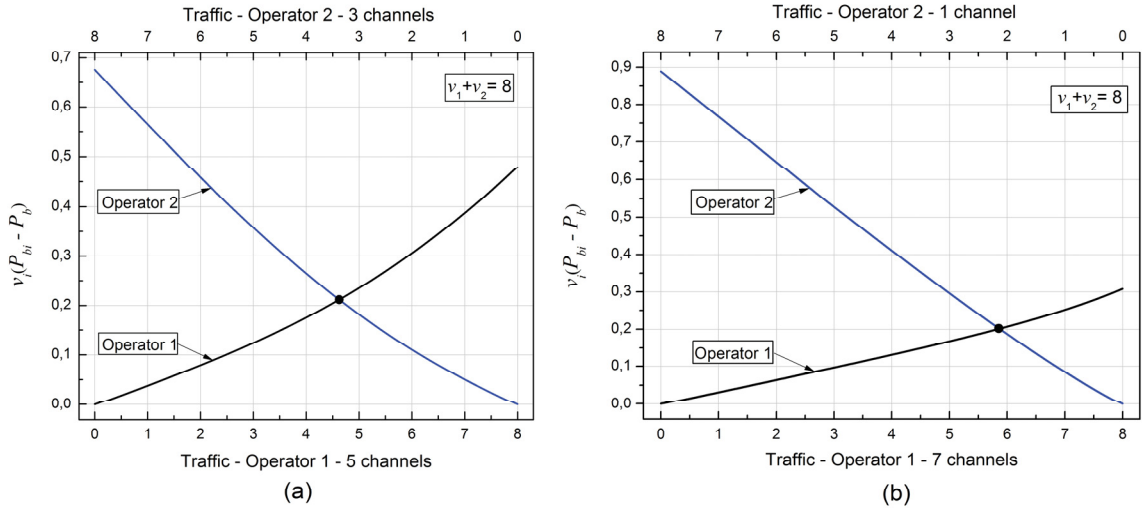 Traffic - Operator 2 - 3 channels
8 7 6 5 4 3 2 1 0
0,7
0,6
0,5
0,4
0,3
0,2
0,1
0,0
v₁+v₂= 8
Operator 2
Operator 1
vᵢ(P_bi - P_b)
0 1 2 3 4 5 6 7 8
Traffic - Operator 1 - 5 channels
(a)
Traffic - Operator 2 - 1 channel
8 7 6 5 4 3 2 1 0
0,9
0,8
0,7
0,6
0,5
0,4
0,3
0,2
0,1
0,0
v₁+v₂= 8
Operator 2
Operator 1
vᵢ(P_bi - P_b)
0 1 2 3 4 5 6 7 8
Traffic - Operator 1 - 7 channels
(b)